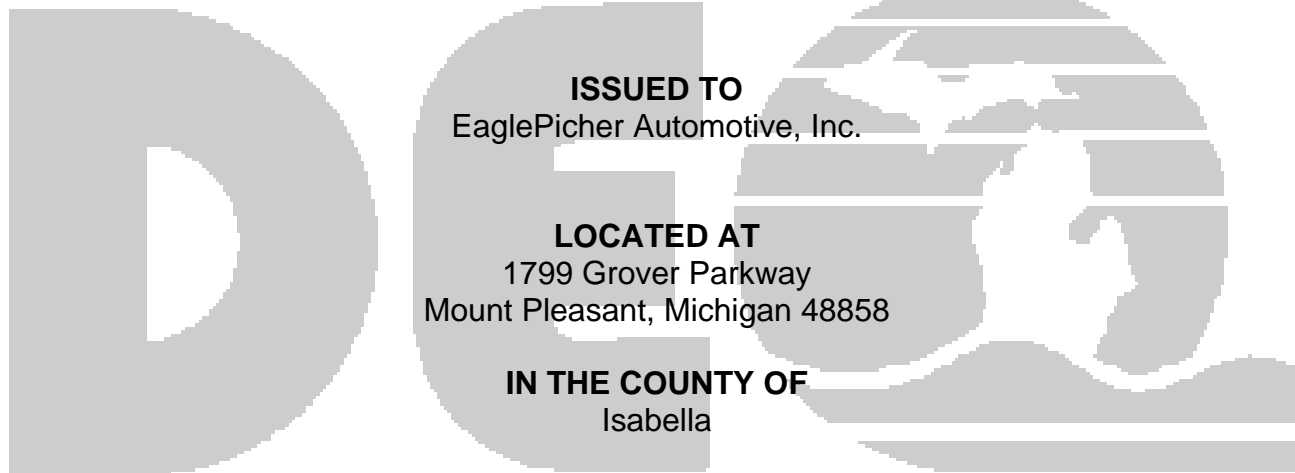 DEQ
ISSUED TO
EaglePicher Automotive, Inc.
LOCATED AT
1799 Grover Parkway
Mount Pleasant, Michigan 48858
IN THE COUNTY OF
Isabella